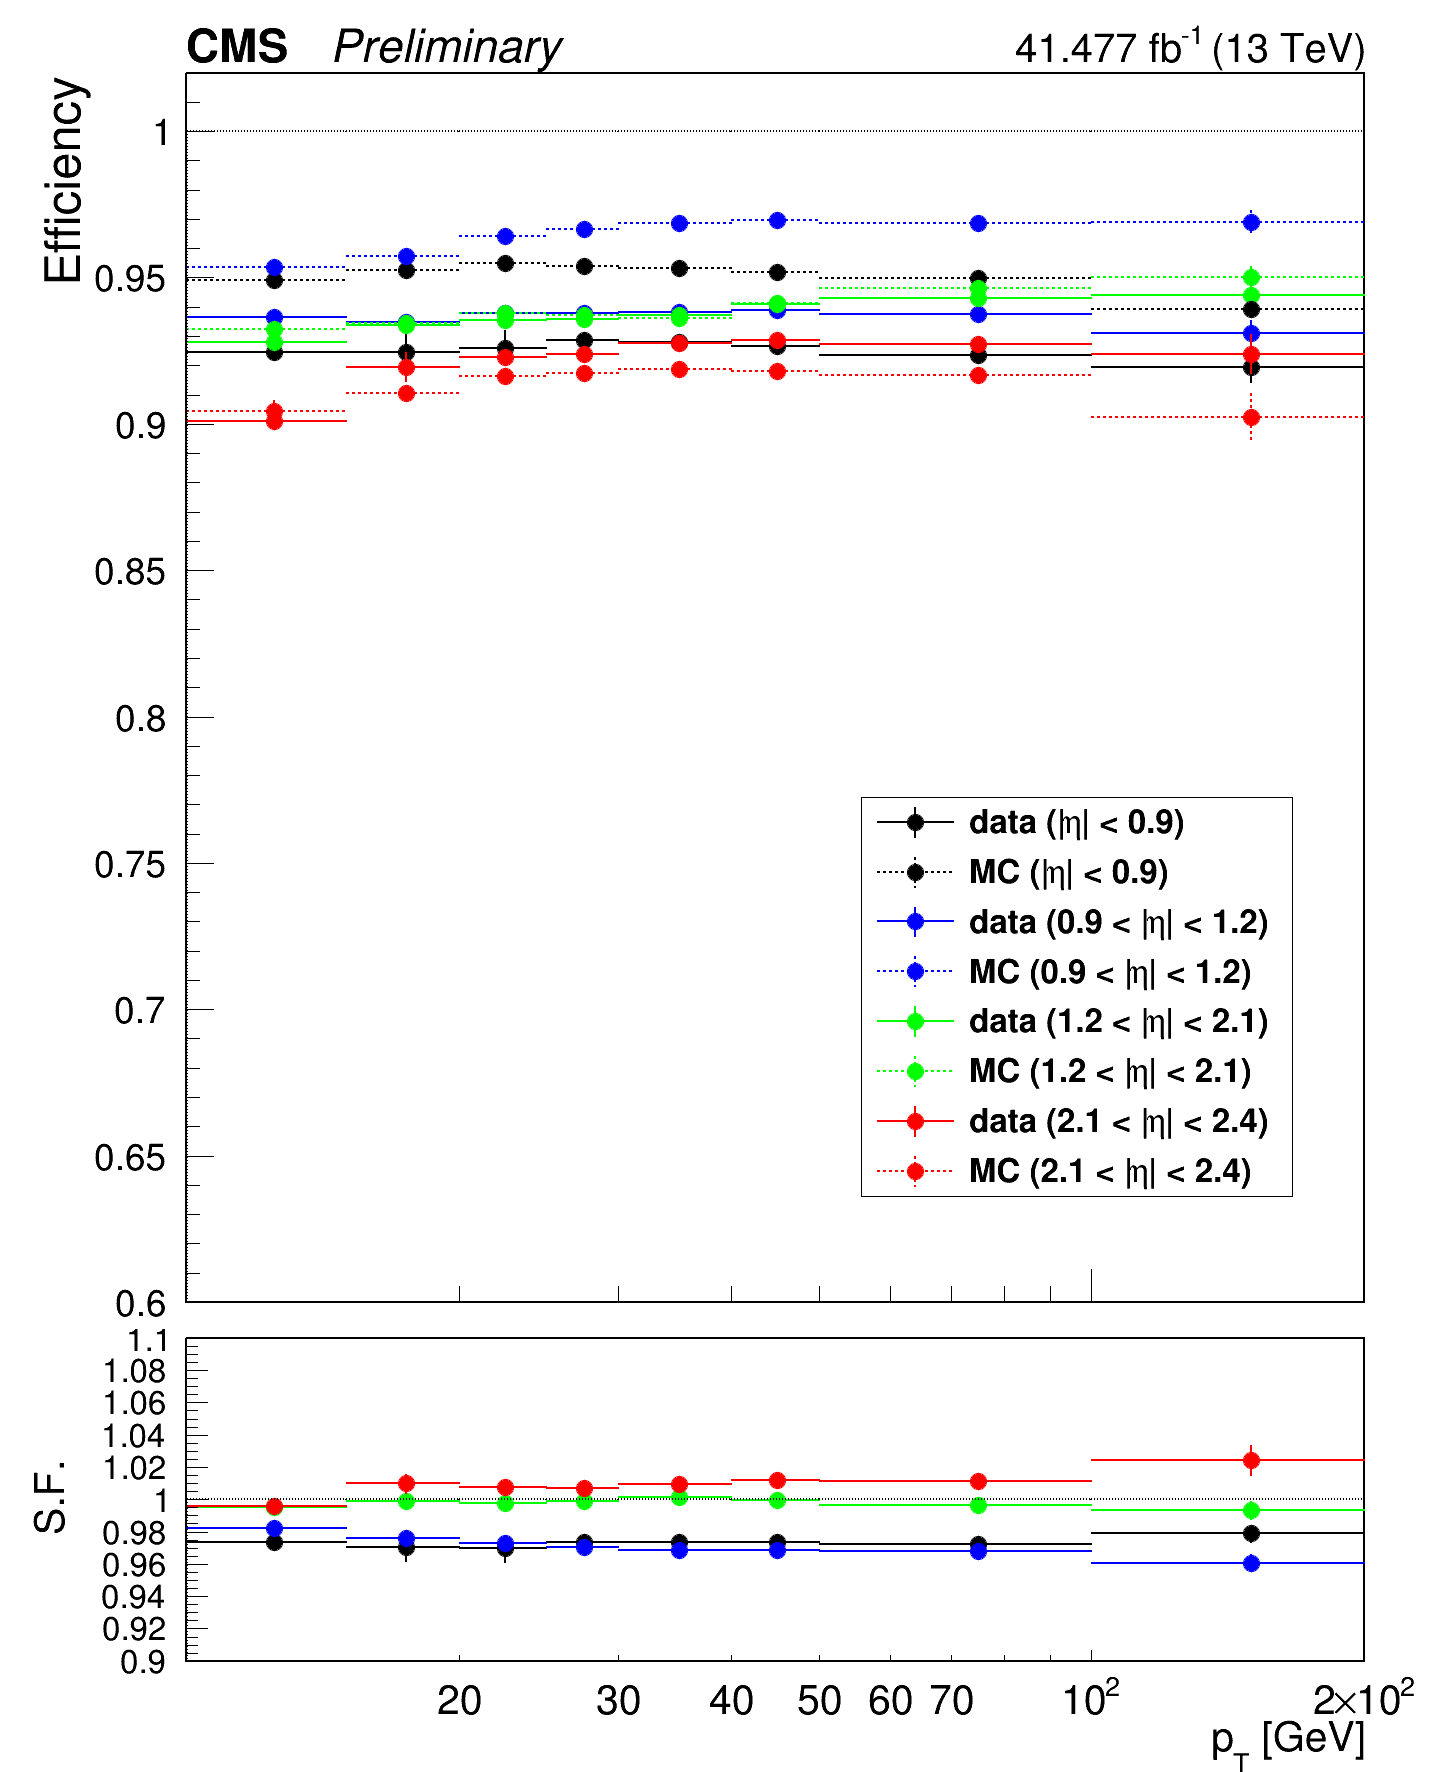 CMS Preliminary 41.477 fb⁻¹ (13 TeV)
Efficiency
1
0.95
0.9
0.85
0.8
0.75
0.7
0.65
0.6
data (|η| < 0.9)
MC (|η| < 0.9)
data (0.9 < |η| < 1.2)
MC (0.9 < |η| < 1.2)
data (1.2 < |η| < 2.1)
MC (1.2 < |η| < 2.1)
data (2.1 < |η| < 2.4)
MC (2.1 < |η| < 2.4)
S.F.
1.1
1.08
1.06
1.04
1.02
1
0.98
0.96
0.94
0.92
0.9
20 30 40 50 60 70 10² 2×10²
p_T [GeV]